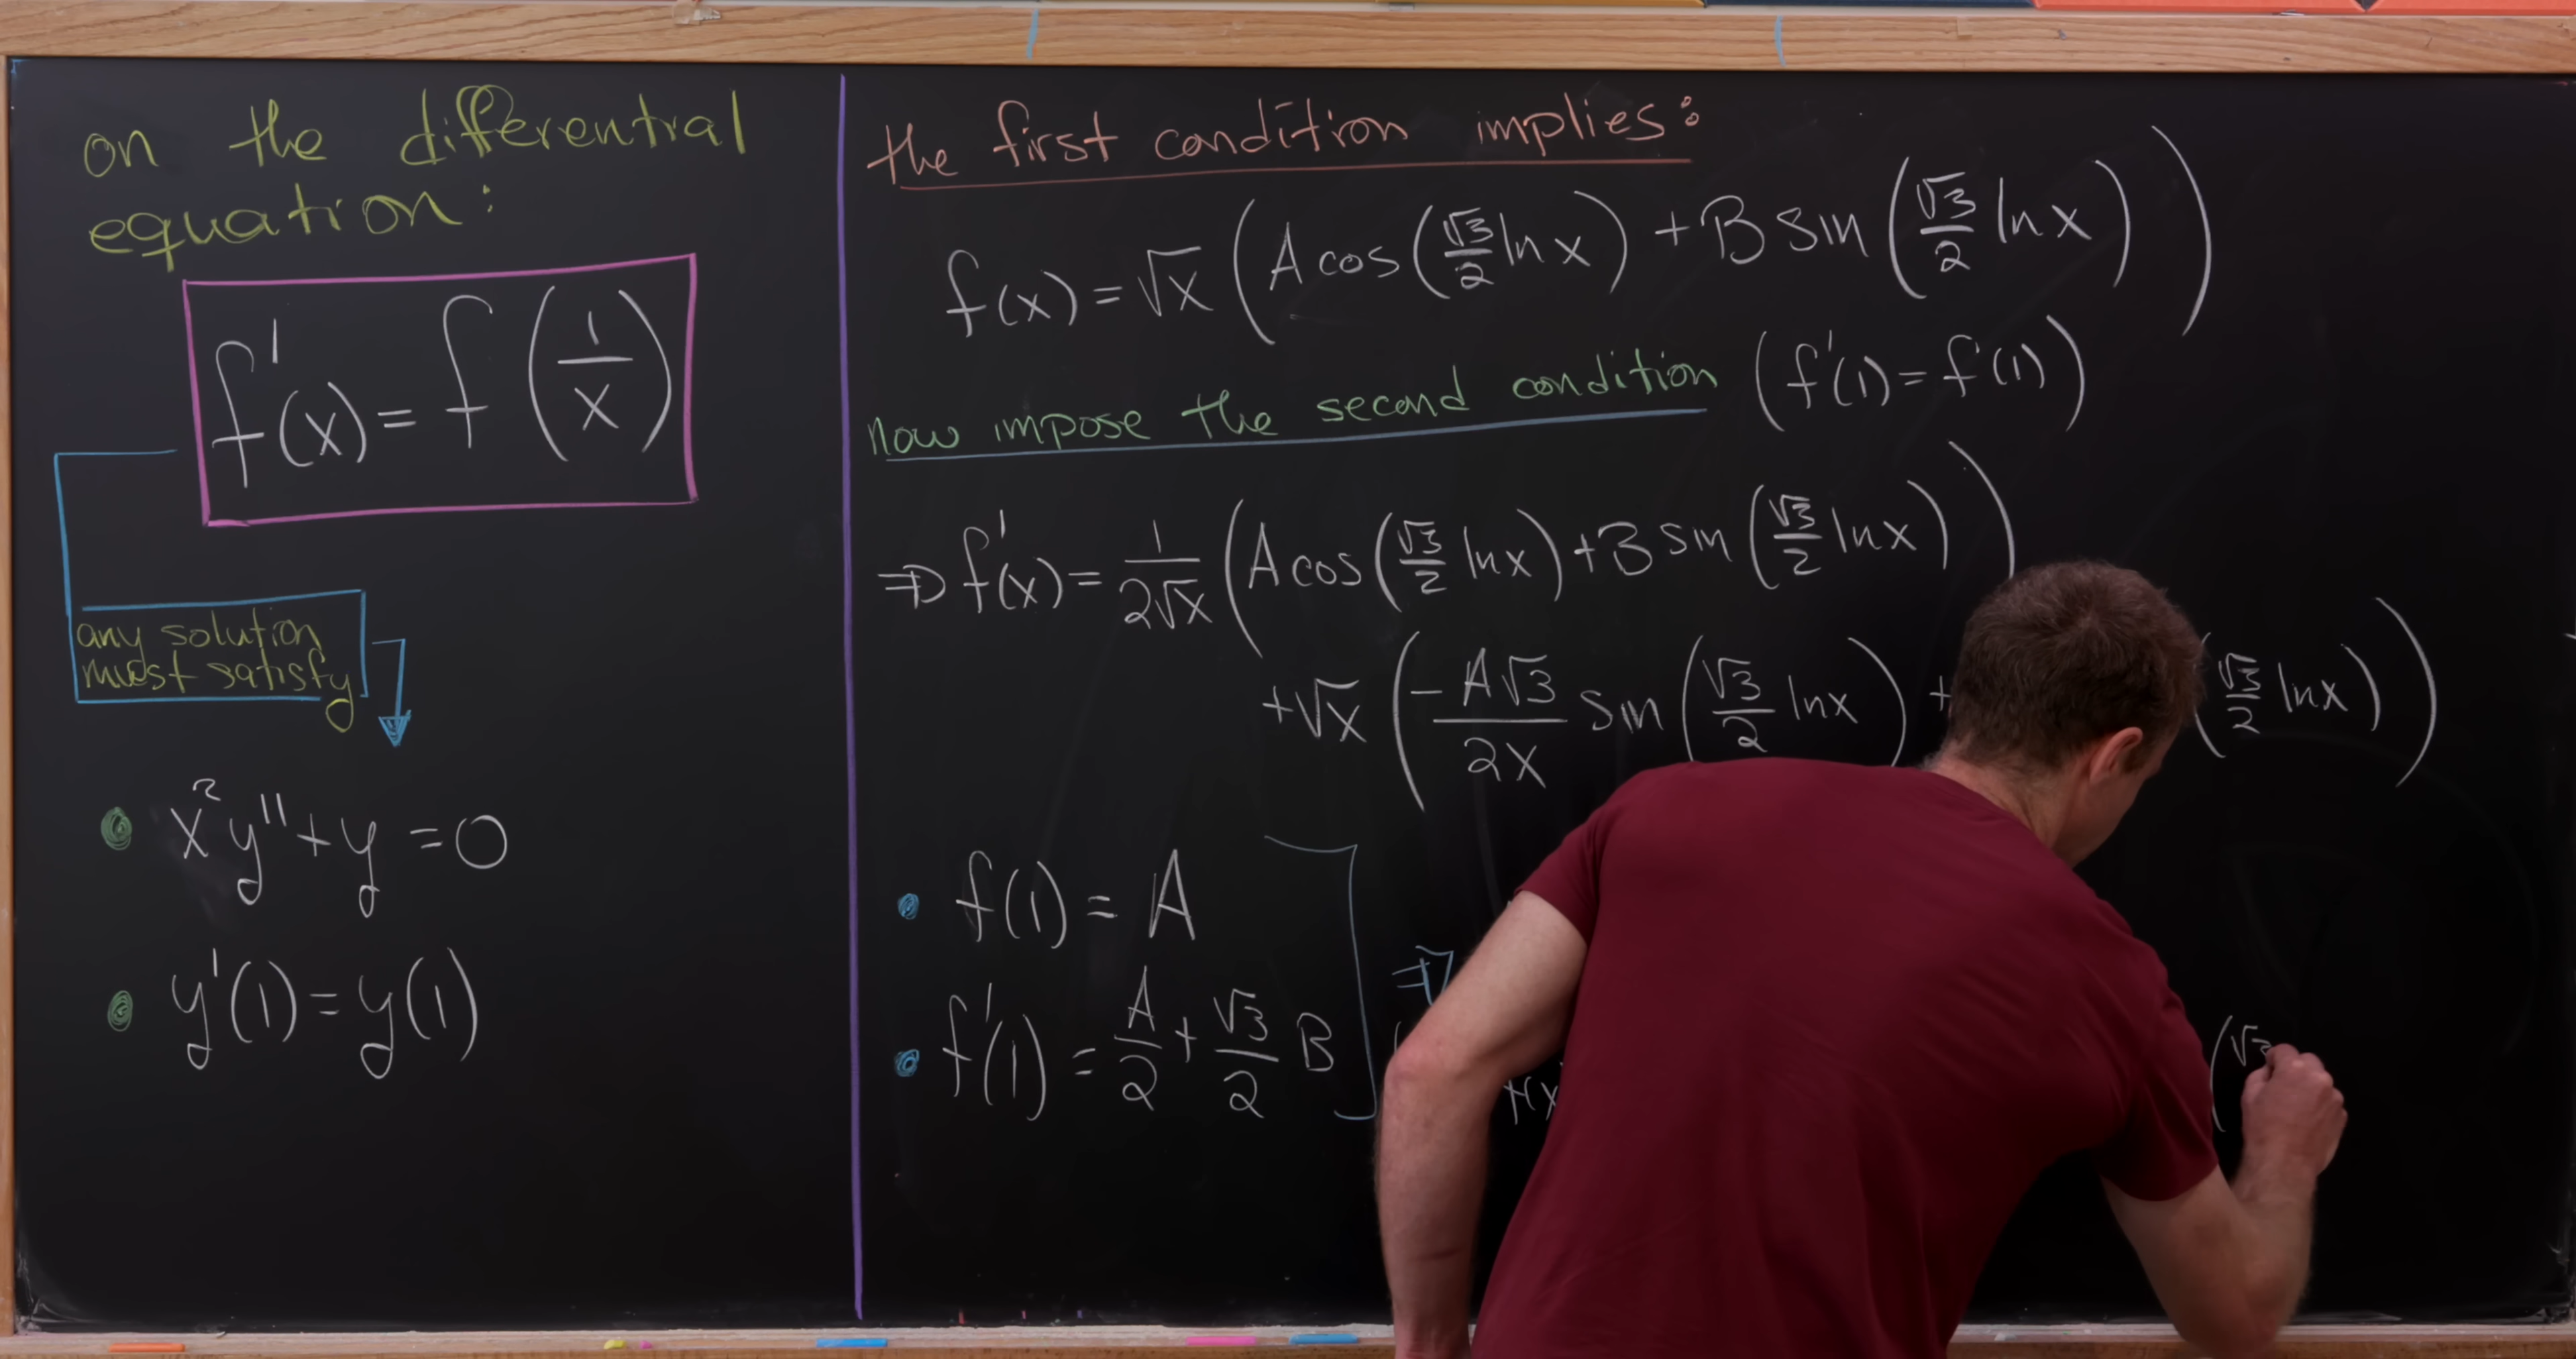 on the differential
equation:
f'(x) = f(1/x)
any solution
must satisfy
x²y'' + y = 0
y'(1) = y(1)
the first condition implies:
f(x) = √x (A cos(√3/2 ln x) + B sin(√3/2 ln x))
now impose the second condition (f'(1) = f(1))
⇒ f'(x) = 1/(2√x) (A cos(√3/2 ln x) + B sin(√3/2 ln x))
+ √x (-A√3/(2x) sin(√3/2 ln x) + (√3/2 ln x))
f(1) = A
f'(1) = A/2 + √3/2 B
⇒
f(x
(√3